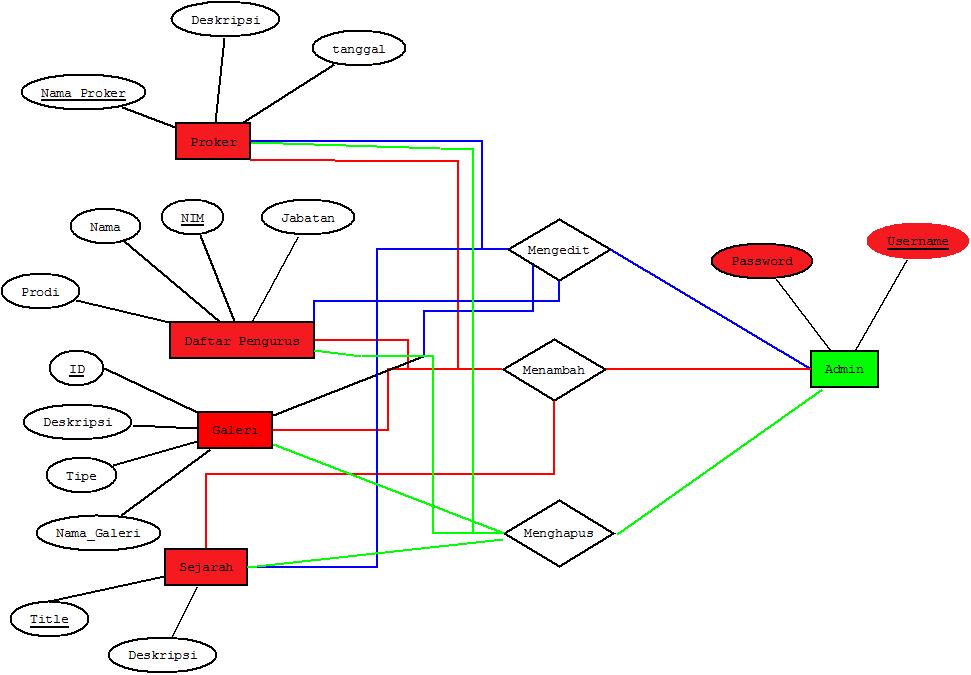 Deskripsi
tanggal
Nama Proker
Proker
Nama
NIM
Jabatan
Prodi
Daftar Pengurus
ID
Deskripsi
Galeri
Tipe
Nama_Galeri
Sejarah
Title
Deskripsi
Mengedit
Menambah
Menghapus
Password
Username
Admin